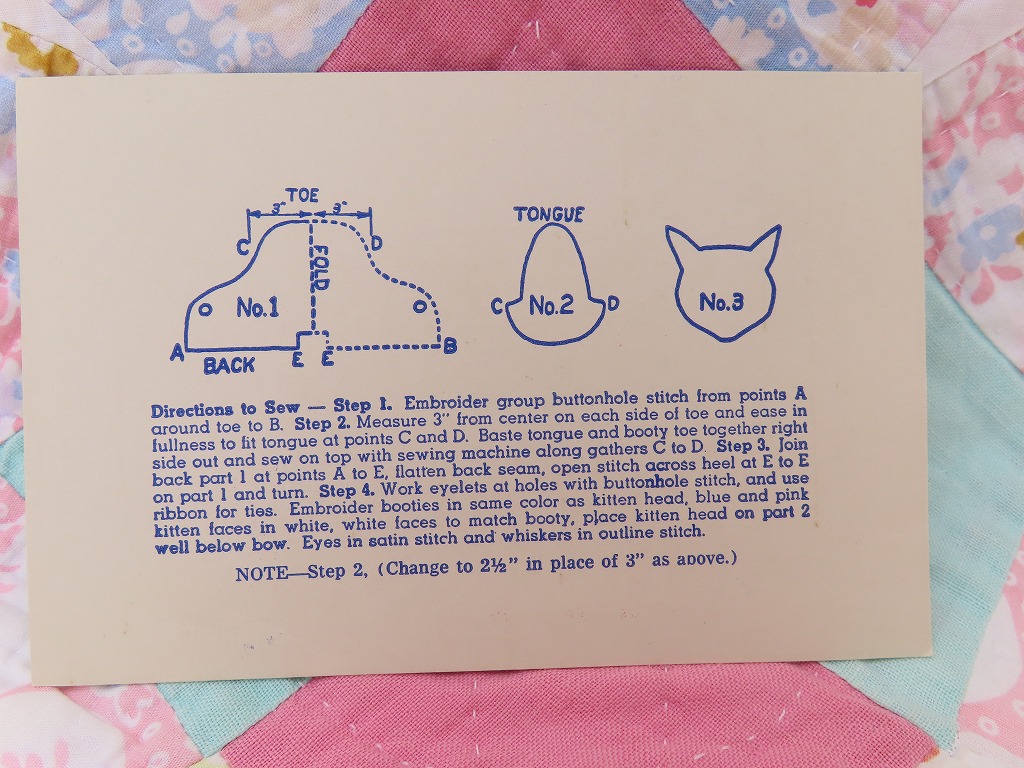 TOE
3" 3"
C D
FOLD
No.1
A B
BACK E E
TONGUE
C No.2 D
No.3
Directions to Sew — Step 1. Embroider group buttonhole stitch from points A
around toe to B. Step 2. Measure 3" from center on each side of toe and ease in
fullness to fit tongue at points C and D. Baste tongue and booty toe together right
side out and sew on top with sewing machine along gathers C to D. Step 3. Join
back part 1 at points A to E, flatten back seam, open stitch across heel at E to E
on part 1 and turn. Step 4. Work eyelets at holes with buttonhole stitch, and use
ribbon for ties. Embroider booties in same color as kitten head, blue and pink
kitten faces in white, white faces to match booty, place kitten head on part 2
well below bow. Eyes in satin stitch and whiskers in outline stitch.
NOTE—Step 2, (Change to 2½" in place of 3" as above.)